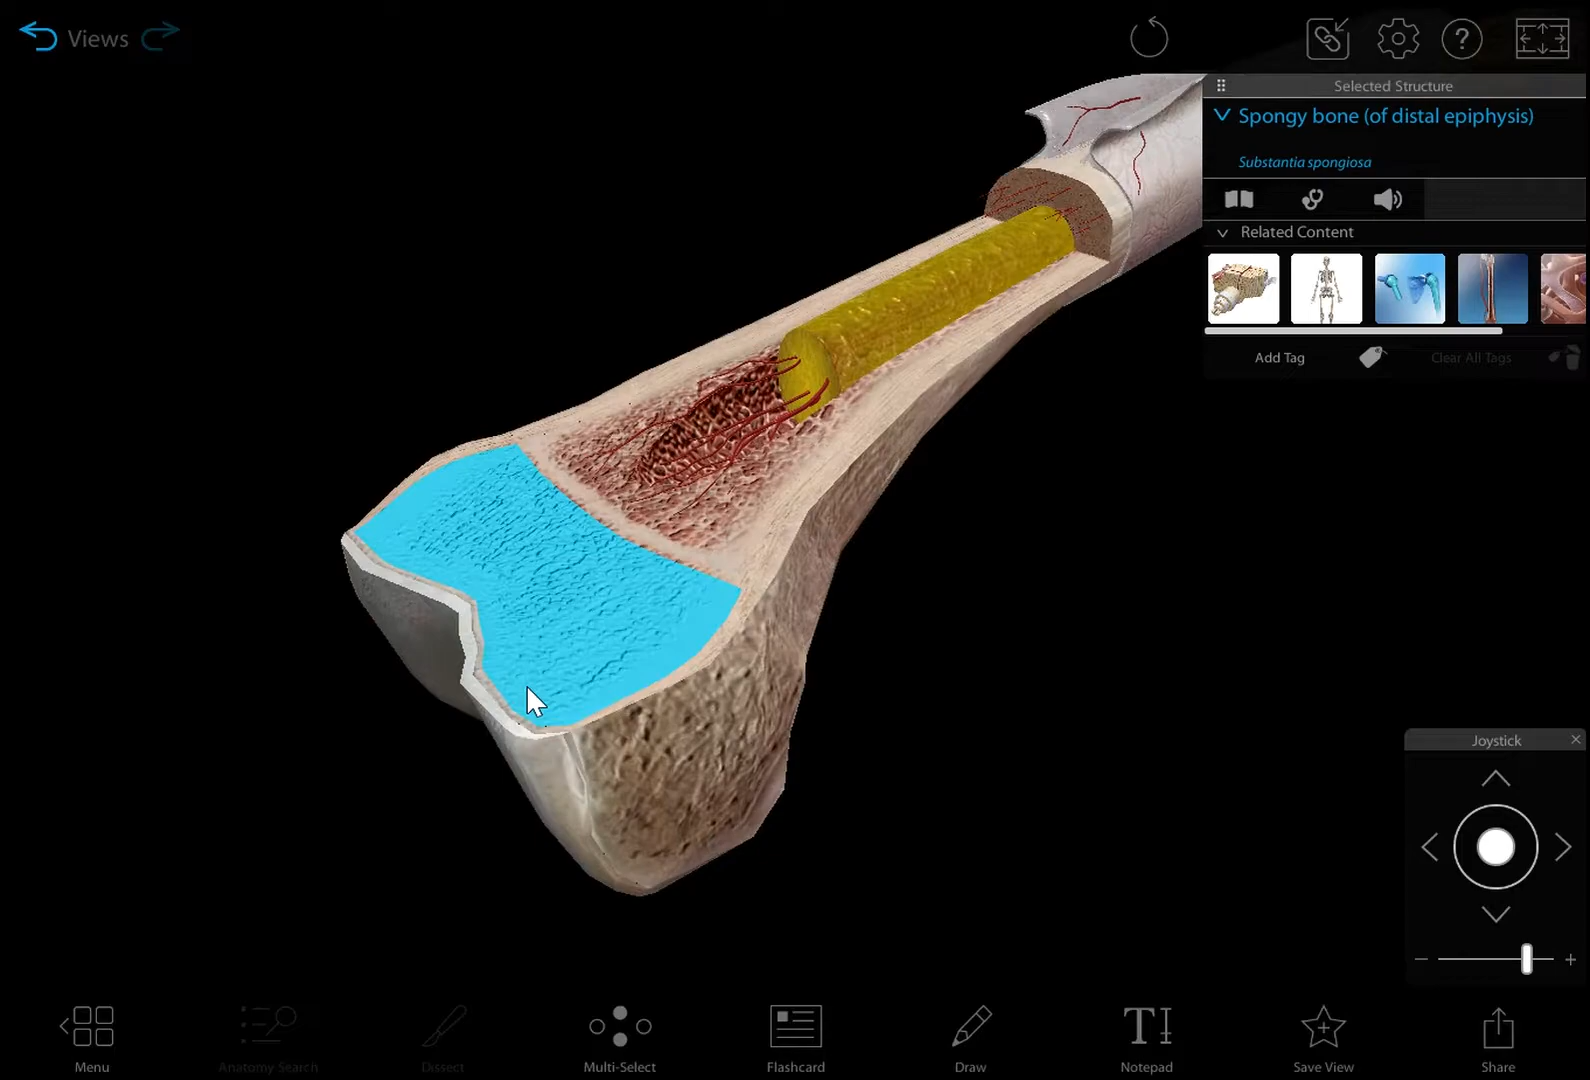 Views
?
Selected Structure
Spongy bone (of distal epiphysis)
Substantia spongiosa
Related Content
Add Tag
Clear All Tags
Joystick
Menu
Anatomy Search
Dissect
Multi-Select
Flashcard
Draw
Notepad
Save View
Share